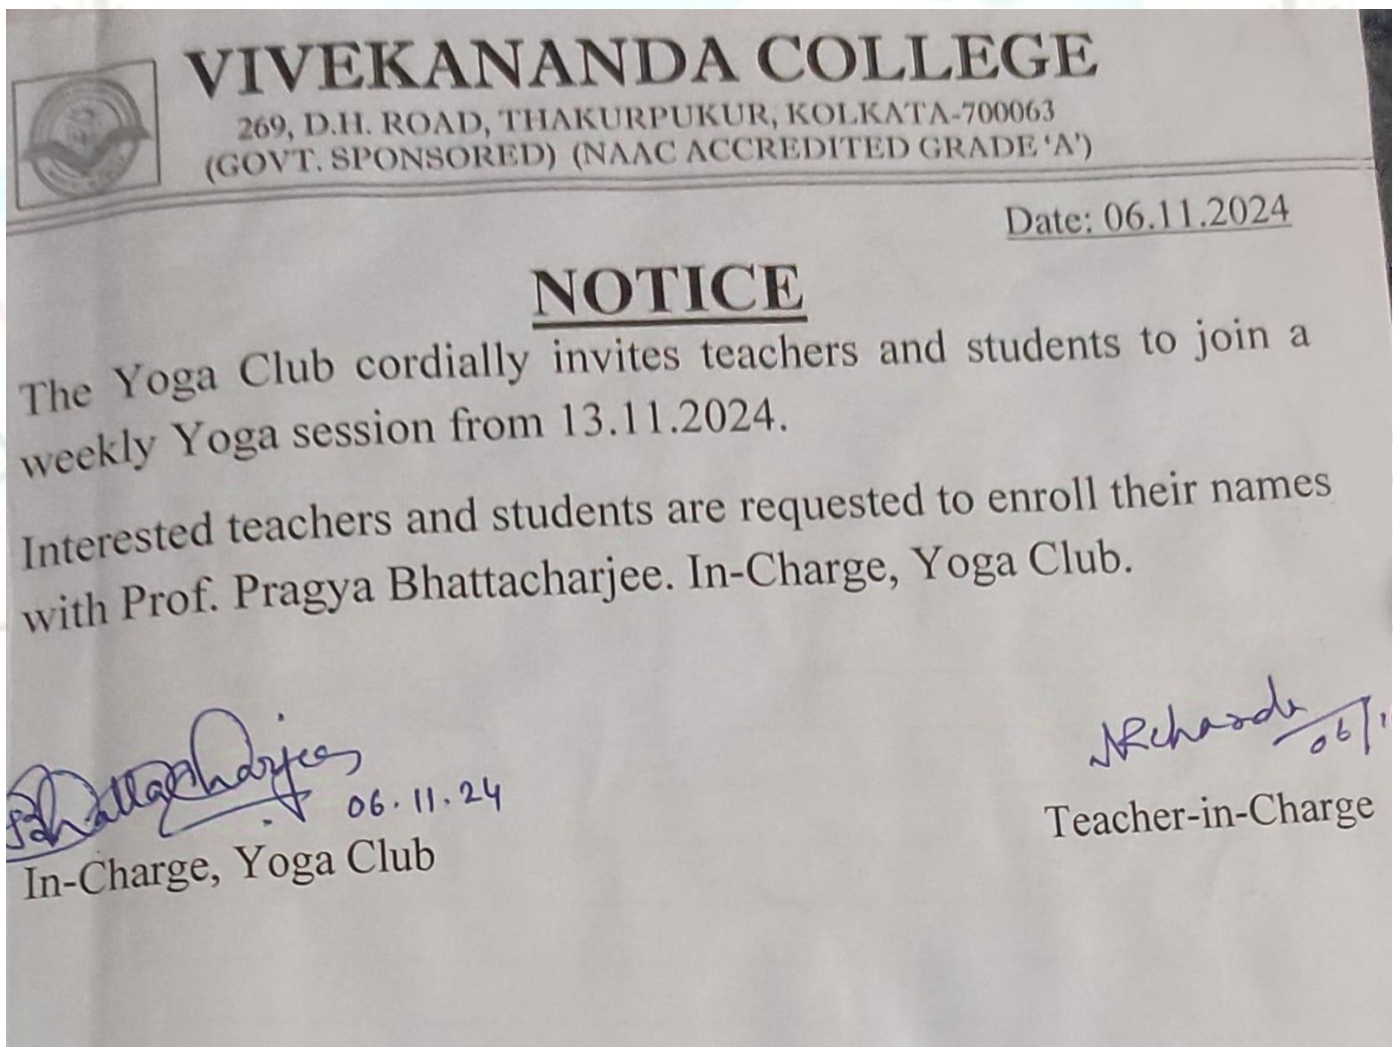 VIVEKANANDA COLLEGE
269, D.H. ROAD, THAKURPUKUR, KOLKATA-700063
(GOVT. SPONSORED) (NAAC ACCREDITED GRADE 'A')
Date: 06.11.2024
NOTICE
The Yoga Club cordially invites teachers and students to join a
weekly Yoga session from 13.11.2024.
Interested teachers and students are requested to enroll their names
with Prof. Pragya Bhattacharjee. In-Charge, Yoga Club.
Bhattacharjee 06.11.24
06/1
In-Charge, Yoga Club
Teacher-in-Charge